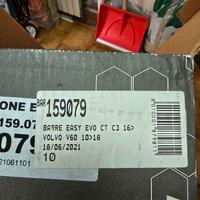 BAR 159079
BARRE EASY EVO CT C3 16>
VOLVO V60 10>18
18/06/2021
10
ONE E
159.07
079
21061101